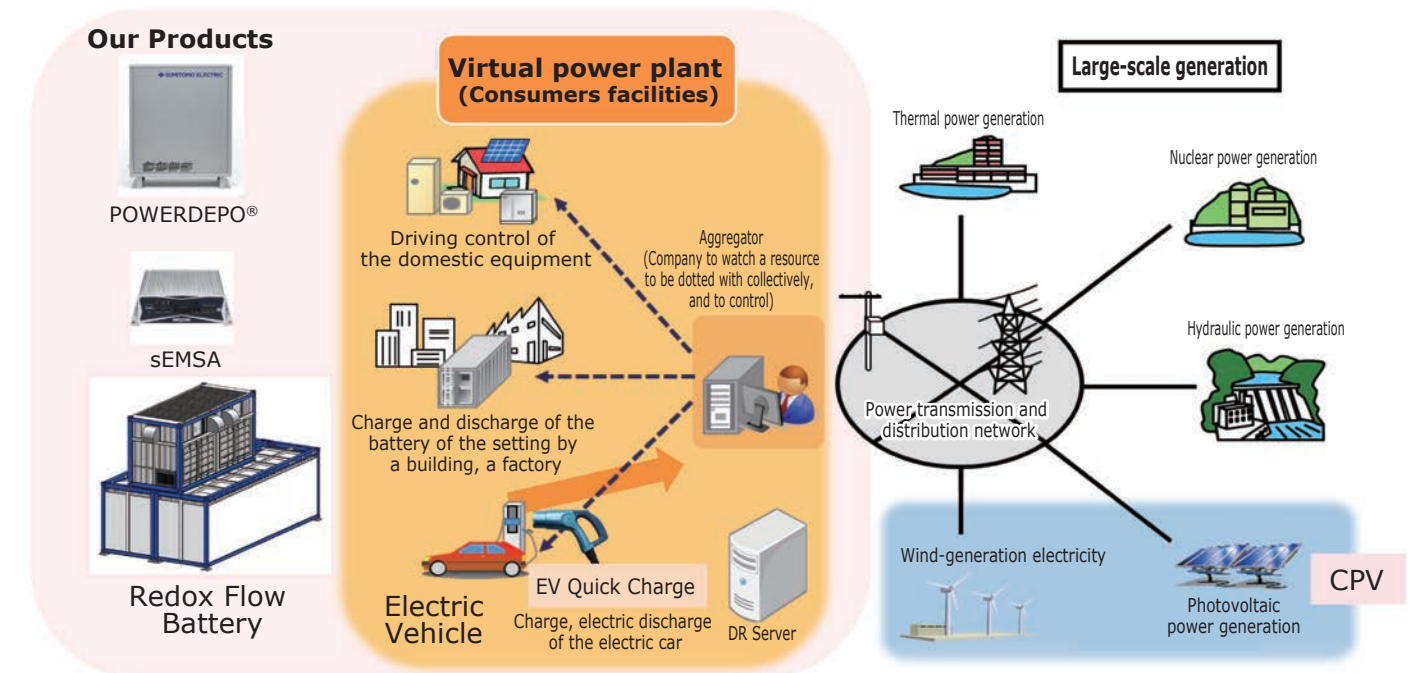 Our Products
SUMITOMO ELECTRIC
POWERDEPO®
sEMSA
Redox Flow
Battery
Virtual power plant
(Consumers facilities)
Driving control of
the domestic equipment
Aggregator
(Company to watch a resource
to be dotted with collectively,
and to control)
Charge and discharge of the
battery of the setting by
a building, a factory
Electric
Vehicle
EV Quick Charge
Charge, electric discharge
of the electric car
DR Server
Large-scale generation
Thermal power generation
Nuclear power generation
Hydraulic power generation
Power transmission and
distribution network
Wind-generation electricity
Photovoltaic
power generation
CPV